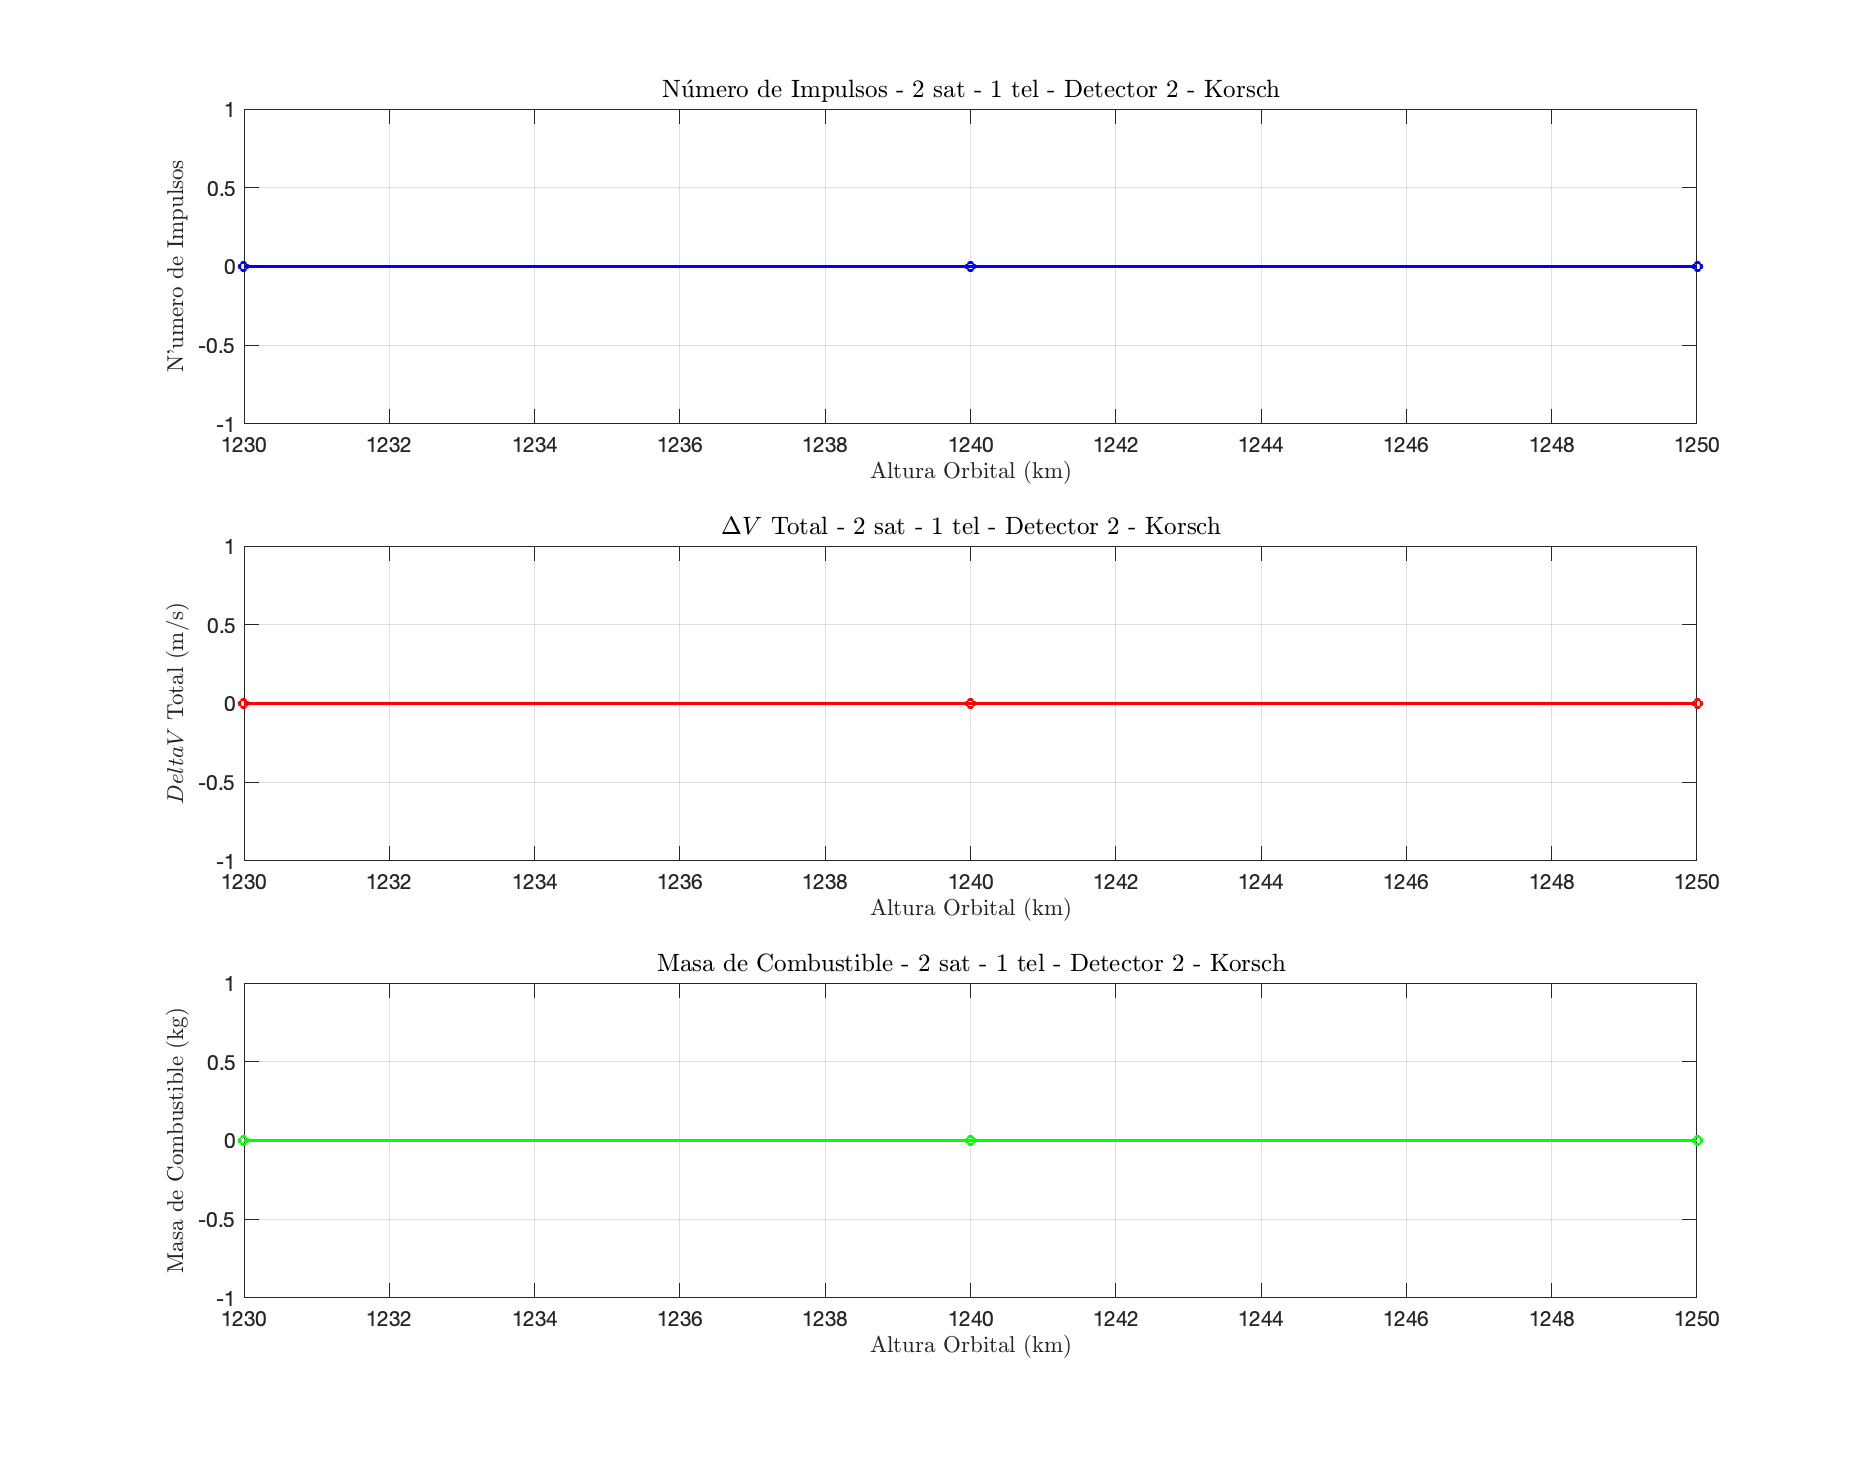 Número de Impulsos - 2 sat - 1 tel - Detector 2 - Korsch
1
0.5
0
-0.5
-1
N'umero de Impulsos
1230 1232 1234 1236 1238 1240 1242 1244 1246 1248 1250
Altura Orbital (km)
ΔV Total - 2 sat - 1 tel - Detector 2 - Korsch
1
0.5
0
-0.5
-1
DeltaV Total (m/s)
1230 1232 1234 1236 1238 1240 1242 1244 1246 1248 1250
Altura Orbital (km)
Masa de Combustible - 2 sat - 1 tel - Detector 2 - Korsch
1
0.5
0
-0.5
-1
Masa de Combustible (kg)
1230 1232 1234 1236 1238 1240 1242 1244 1246 1248 1250
Altura Orbital (km)